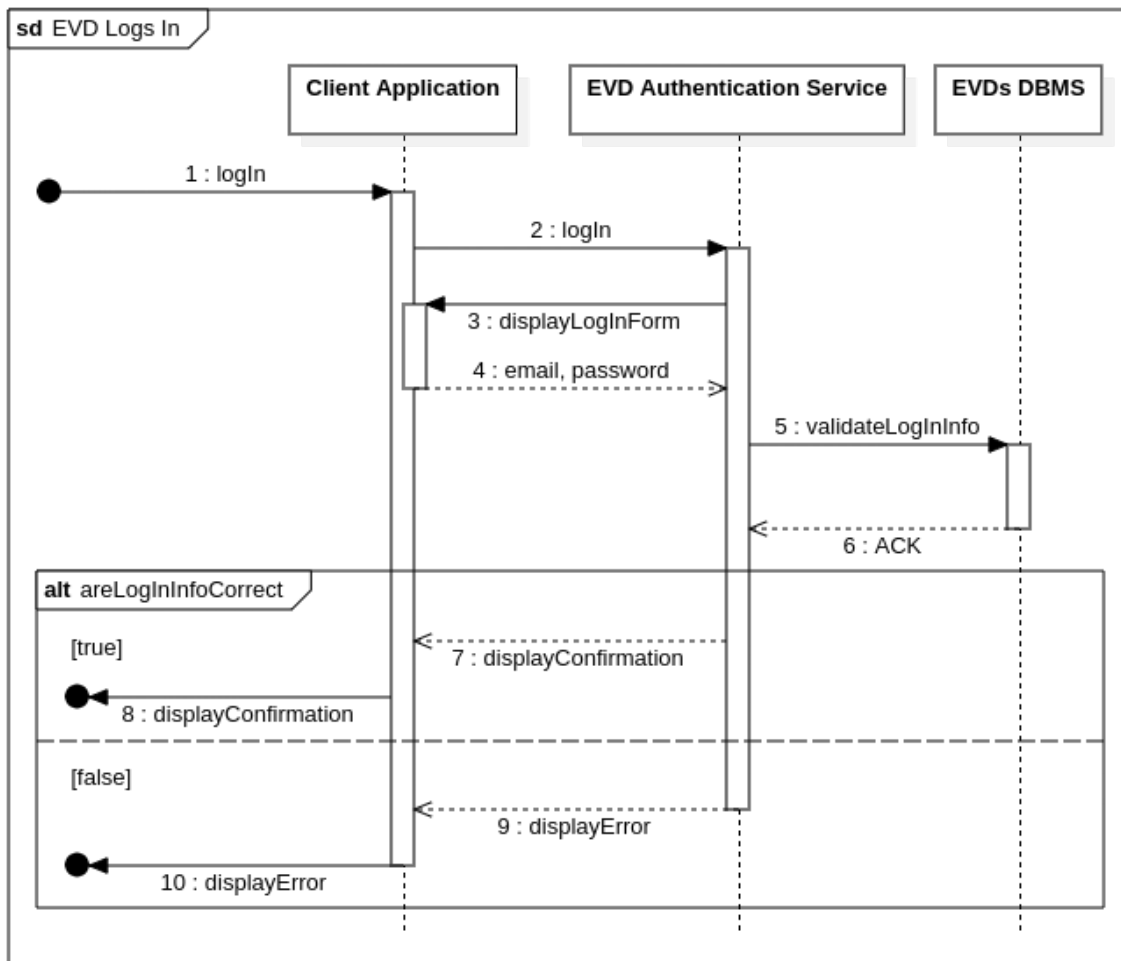 sd EVD Logs In
Client Application
EVD Authentication Service
EVDs DBMS
1 : logIn
2 : logIn
3 : displayLogInForm
4 : email, password
5 : validateLogInInfo
6 : ACK
alt areLogInInfoCorrect
[true]
7 : displayConfirmation
8 : displayConfirmation
[false]
9 : displayError
10 : displayError